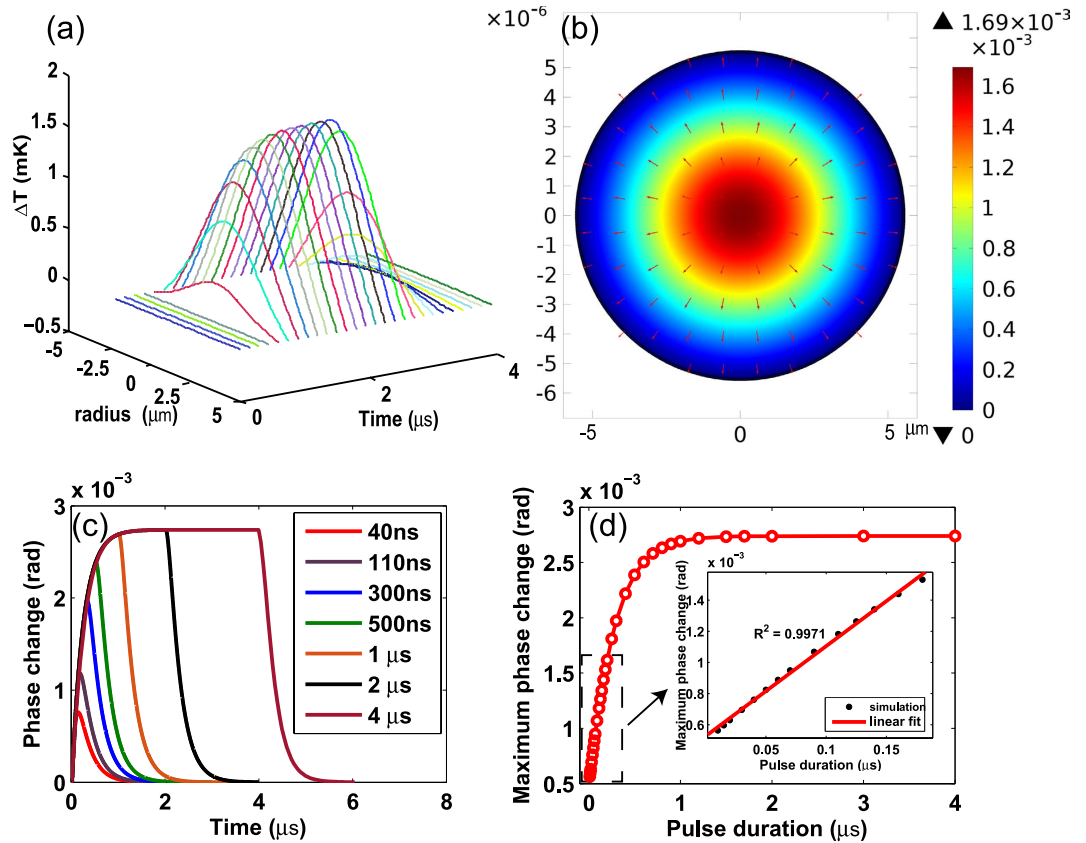 (a)
2
1.5
1
0.5
0
−0.5
ΔT (mK)
−5
−2.5
0
2.5
5
radius (μm)
0
2
4
Time (μs)
×10⁻⁶
(b)
5
4
3
2
1
0
-1
-2
-3
-4
-5
-6
-5
0
5
μm
▲ 1.69×10⁻³
×10⁻³
1.6
1.4
1.2
1
0.8
0.6
0.4
0.2
0
▼ 0
x 10⁻³
(c)
3
2
1
0
Phase change (rad)
0
2
4
6
8
Time (μs)
40ns
110ns
300ns
500ns
1 μs
2 μs
4 μs
x 10⁻³
(d)
3
2.5
2
1.5
1
0.5
Maximum phase change (rad)
0
1
2
3
4
Pulse duration (μs)
x 10⁻³
1.4
1.2
1
0.8
0.6
Maximum phase change (rad)
R² = 0.9971
simulation
linear fit
0.05
0.1
0.15
Pulse duration (μs)